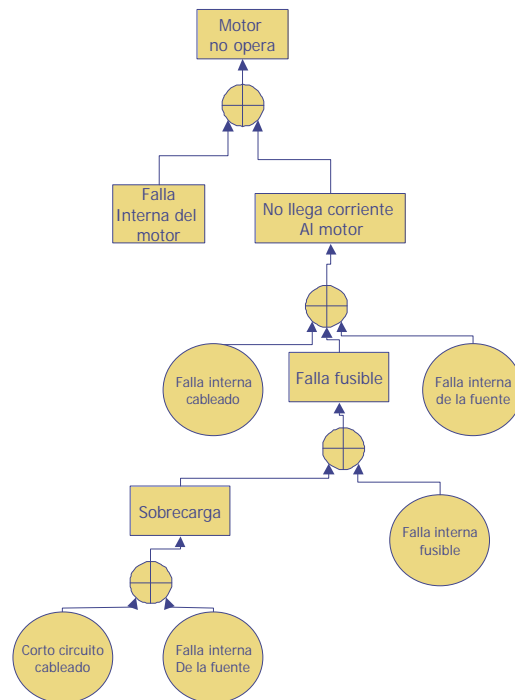 Motor
no opera
Falla
Interna del
motor
No llega corriente
Al motor
Falla interna
cableado
Falla fusible
Falla interna
de la fuente
Sobrecarga
Falla interna
fusible
Corto circuito
cableado
Falla interna
De la fuente